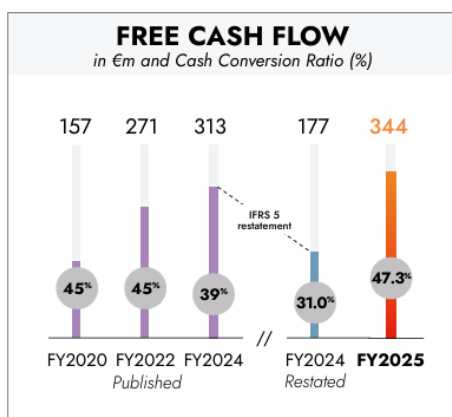 FREE CASH FLOW
in €m and Cash Conversion Ratio (%)
157 271 313 177 344
IFRS 5
restatement
45% 45% 39% 31.0% 47.3%
//
FY2020 FY2022 FY2024 FY2024 FY2025
Published Restated